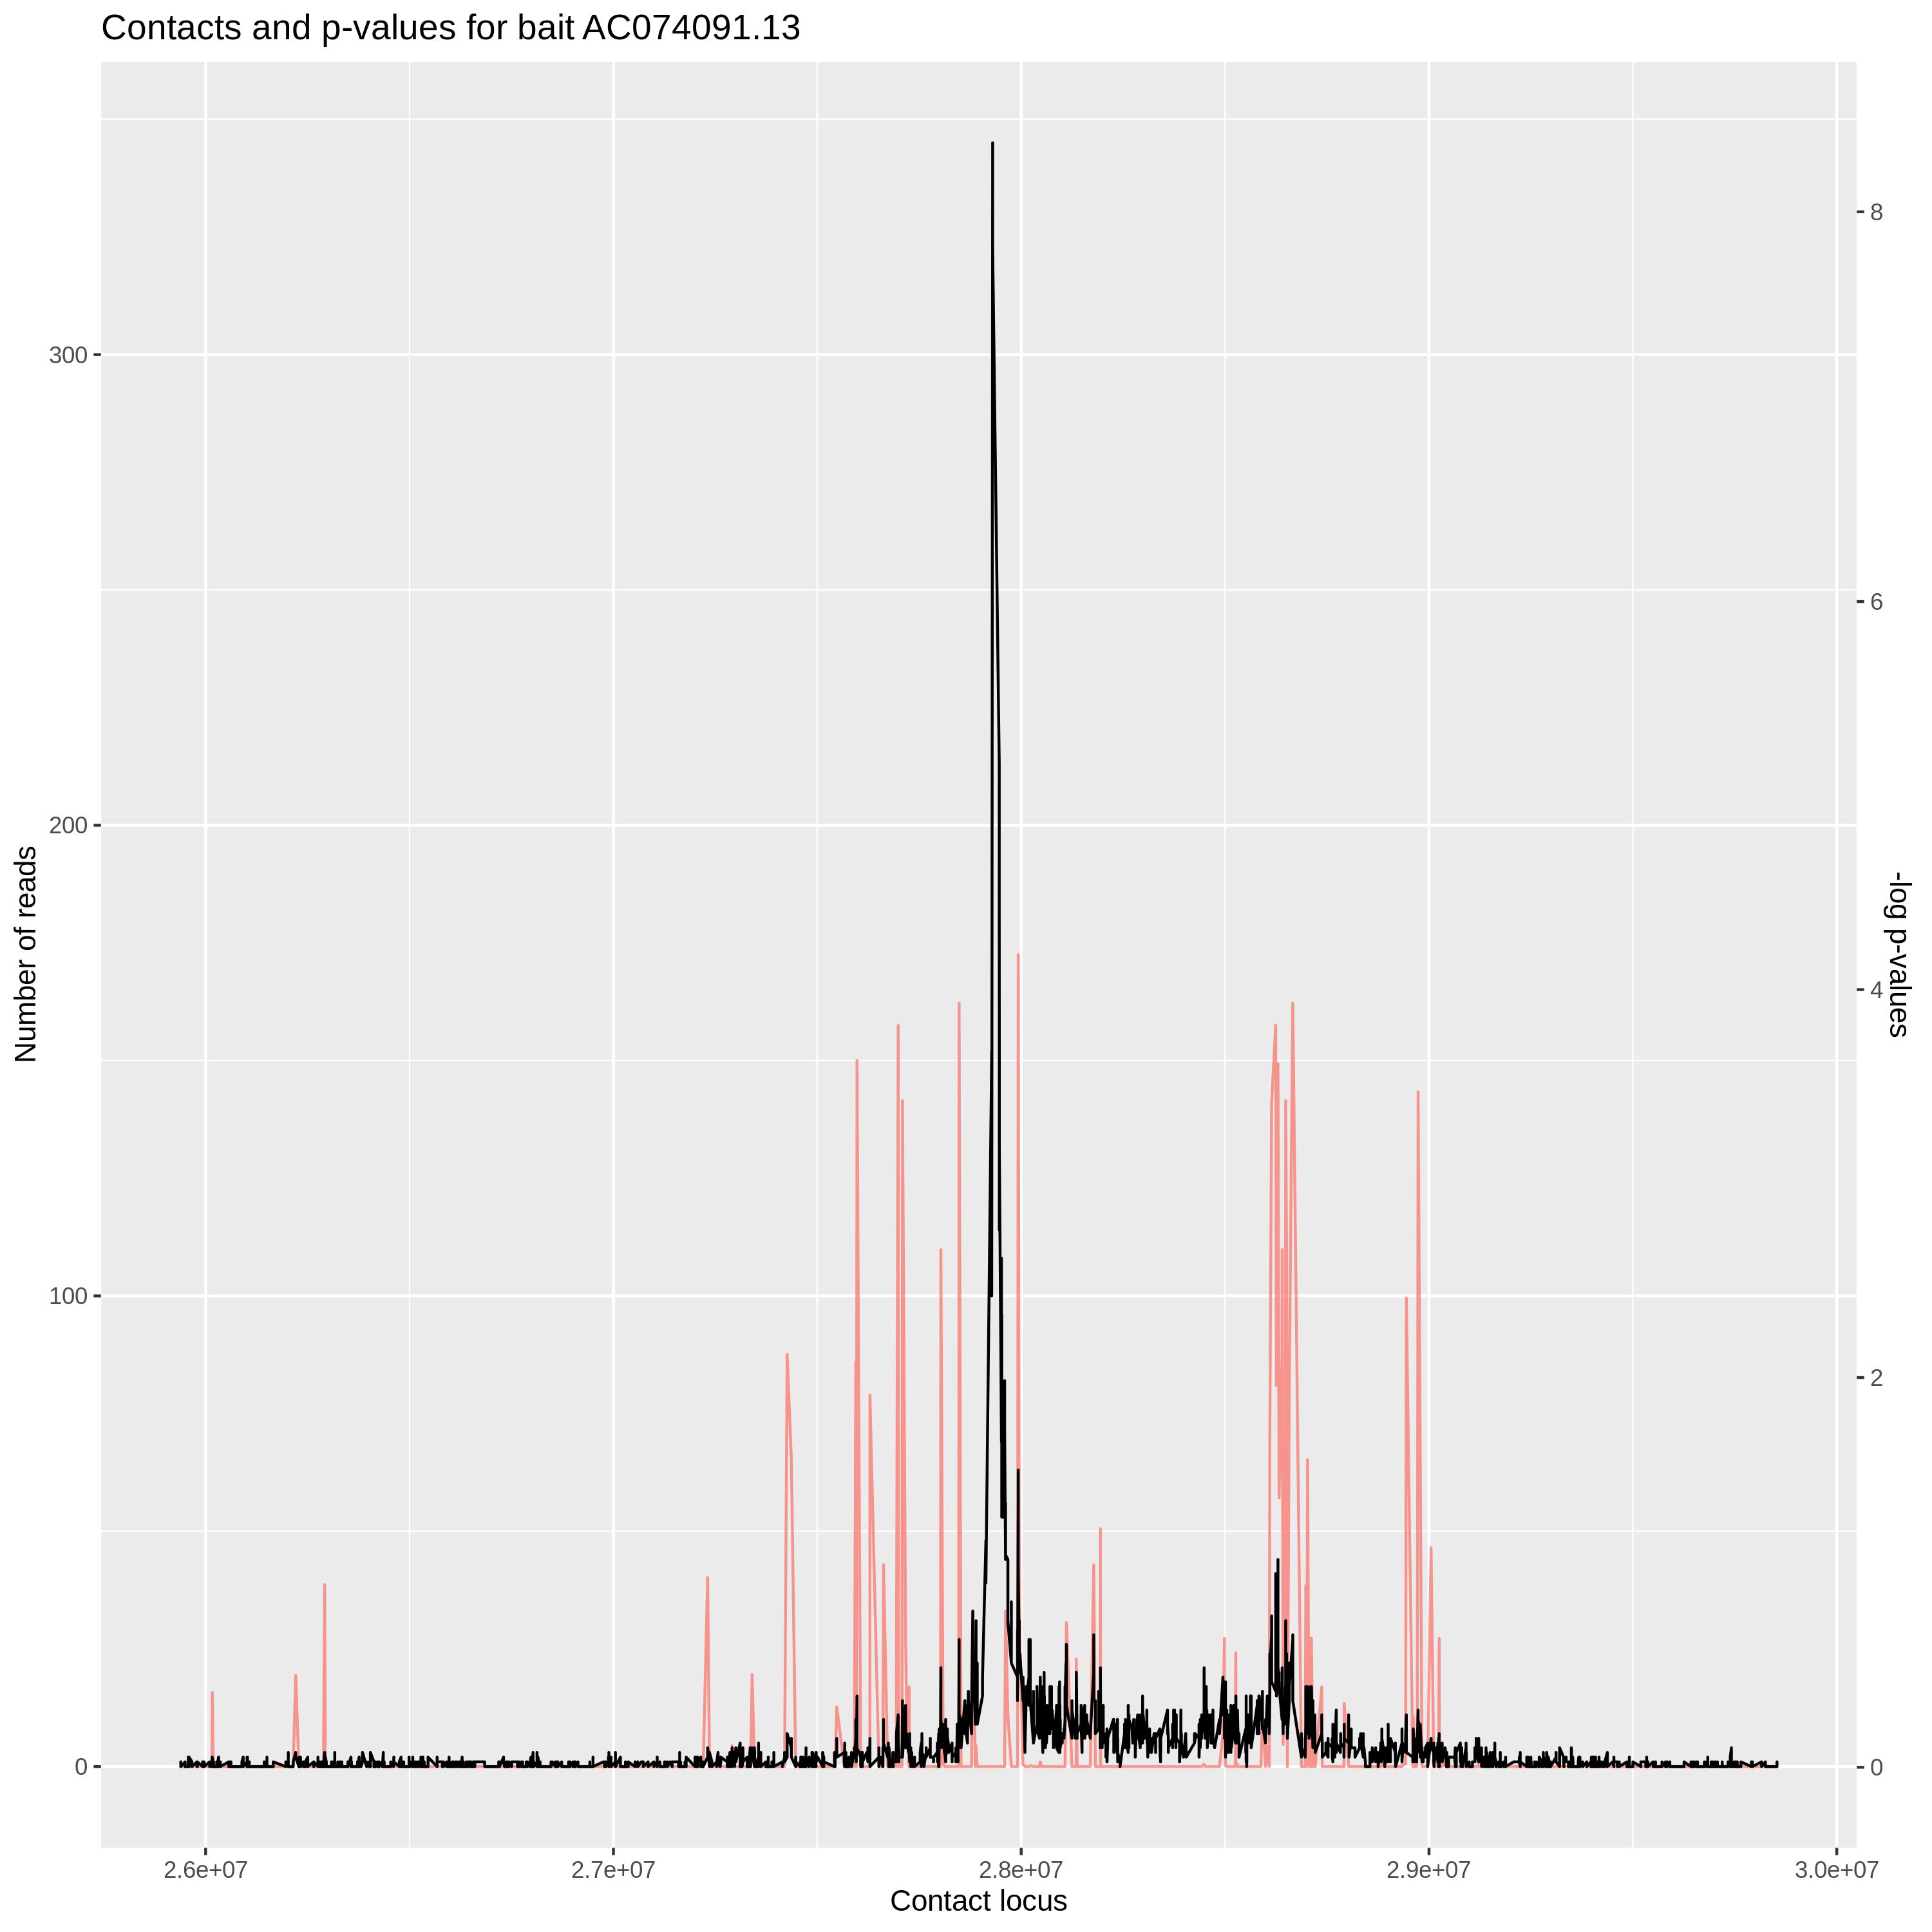 Contacts and p-values for bait AC074091.13
300
200
100
0
8
6
4
2
0
Number of reads
-log p-values
2.6e+07
2.7e+07
2.8e+07
2.9e+07
3.0e+07
Contact locus